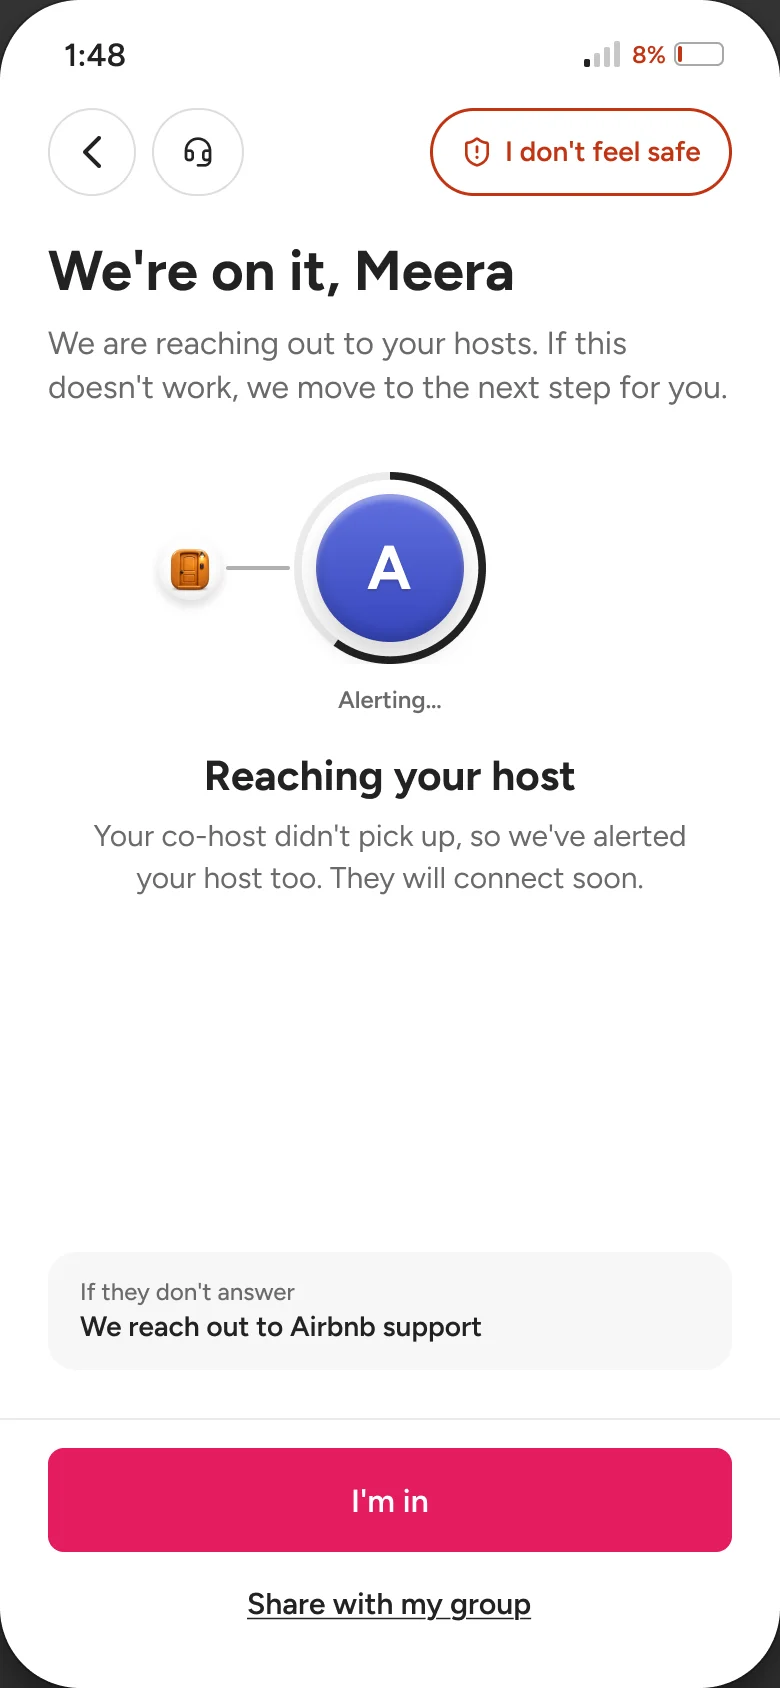 1:48
8%
I don't feel safe
We're on it, Meera
We are reaching out to your hosts. If this
doesn't work, we move to the next step for you.
A
Alerting...
Reaching your host
Your co-host didn't pick up, so we've alerted
your host too. They will connect soon.
If they don't answer
We reach out to Airbnb support
I'm in
Share with my group